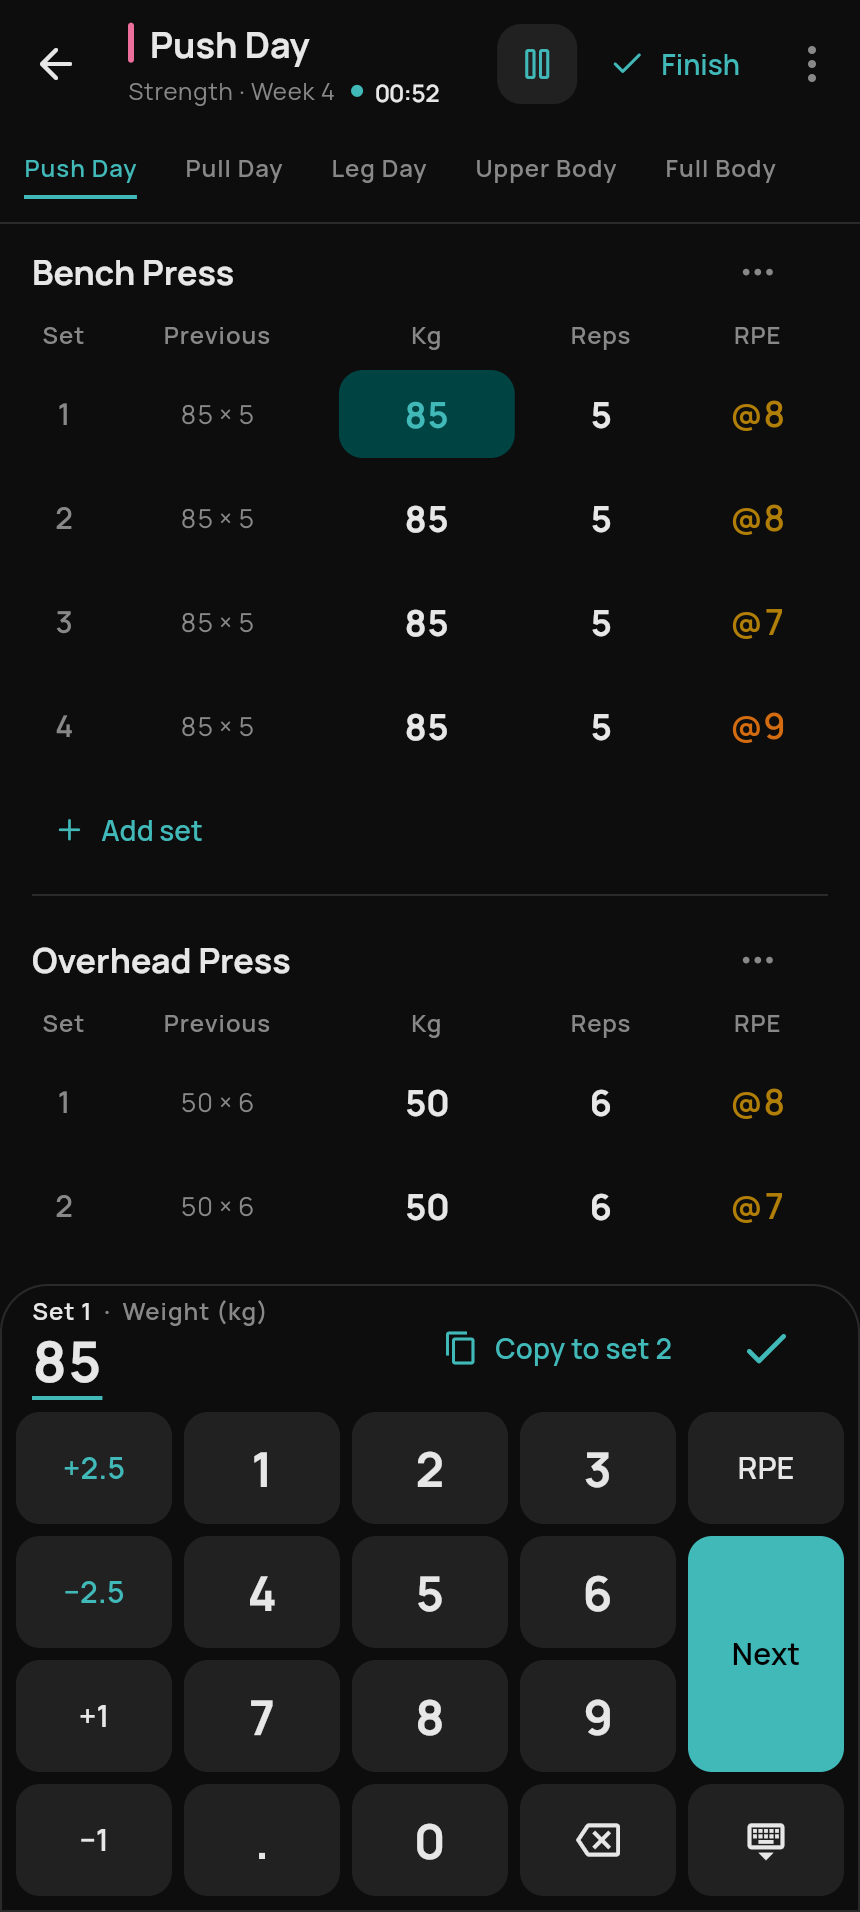 Push Day
Strength · Week 4 • 00:52
Finish
Push Day Pull Day Leg Day Upper Body Full Body
Bench Press
Set Previous Kg Reps RPE
1 85 × 5 85 5 @8
2 85 × 5 85 5 @8
3 85 × 5 85 5 @7
4 85 × 5 85 5 @9
+ Add set
Overhead Press
Set Previous Kg Reps RPE
1 50 × 6 50 6 @8
2 50 × 6 50 6 @7
Set 1 · Weight (kg)
85
Copy to set 2
+2.5 1 2 3 RPE
−2.5 4 5 6
Next
+1 7 8 9
−1 . 0